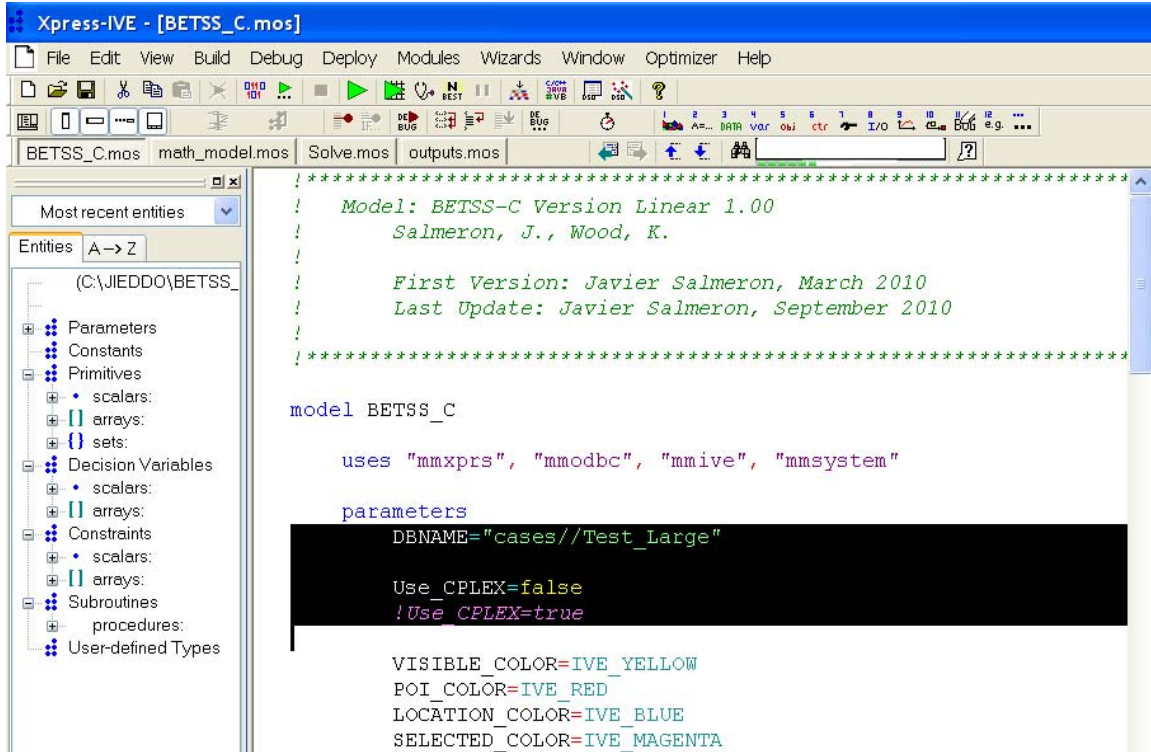 Xpress-IVE - [BETSS_C.mos]
File Edit View Build Debug Deploy Modules Wizards Window Optimizer Help
BETSS_C.mos math_model.mos Solve.mos outputs.mos
Most recent entities
Entities A->Z
(C:\JIEDDO\BETSS_
Parameters
Constants
Primitives
scalars:
[] arrays:
{} sets:
Decision Variables
scalars:
[] arrays:
Constraints
scalars:
[] arrays:
Subroutines
procedures:
User-defined Types
!*****************************************************************
! Model: BETSS-C Version Linear 1.00
! Salmeron, J., Wood, K.
!
! First Version: Javier Salmeron, March 2010
! Last Update: Javier Salmeron, September 2010
!
!*****************************************************************
model BETSS_C
uses "mmxprs", "mmodbc", "mmive", "mmsystem"
parameters
DBNAME="cases//Test_Large"
Use_CPLEX=false
!Use_CPLEX=true
VISIBLE_COLOR=IVE_YELLOW
POI_COLOR=IVE_RED
LOCATION_COLOR=IVE_BLUE
SELECTED_COLOR=IVE_MAGENTA